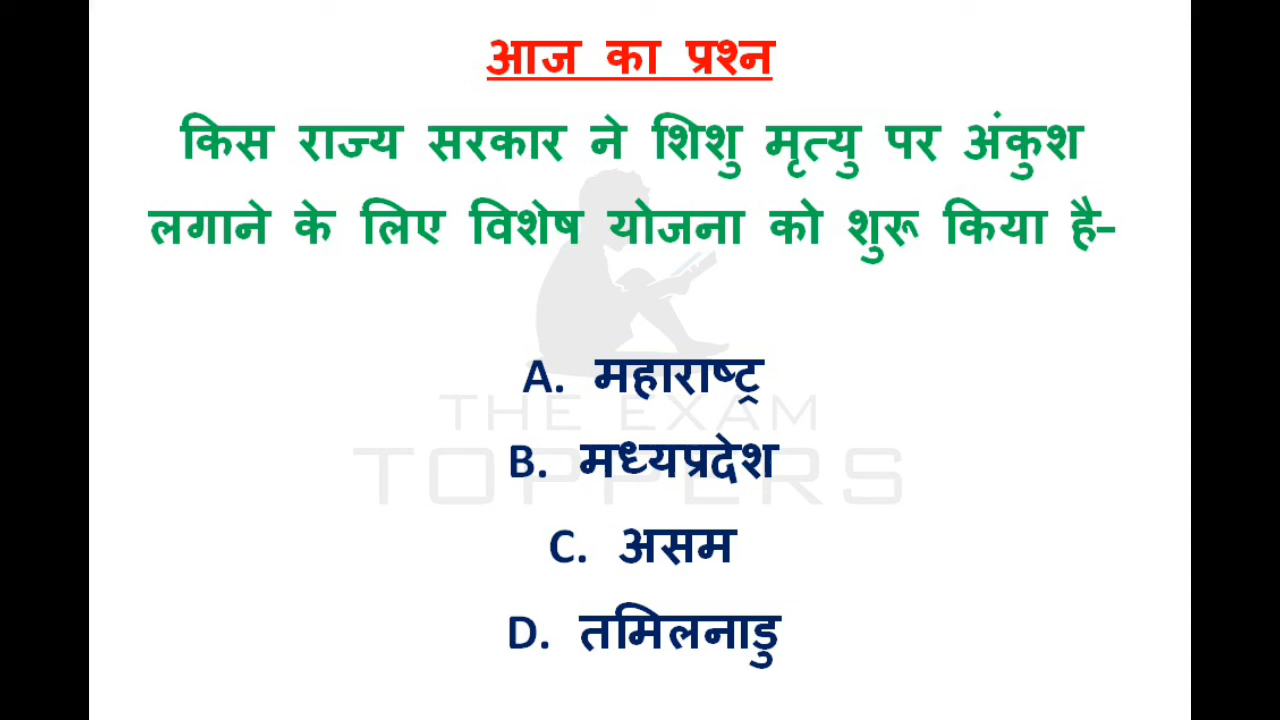 आज का प्रश्न
किस राज्य सरकार ने शिशु मृत्यु पर अंकुश
लगाने के लिए विशेष योजना को शुरू किया है-
A. महाराष्ट्र
THE EXAM
B. मध्यप्रदेश
TOPPERS
C. असम
D. तमिलनाडु